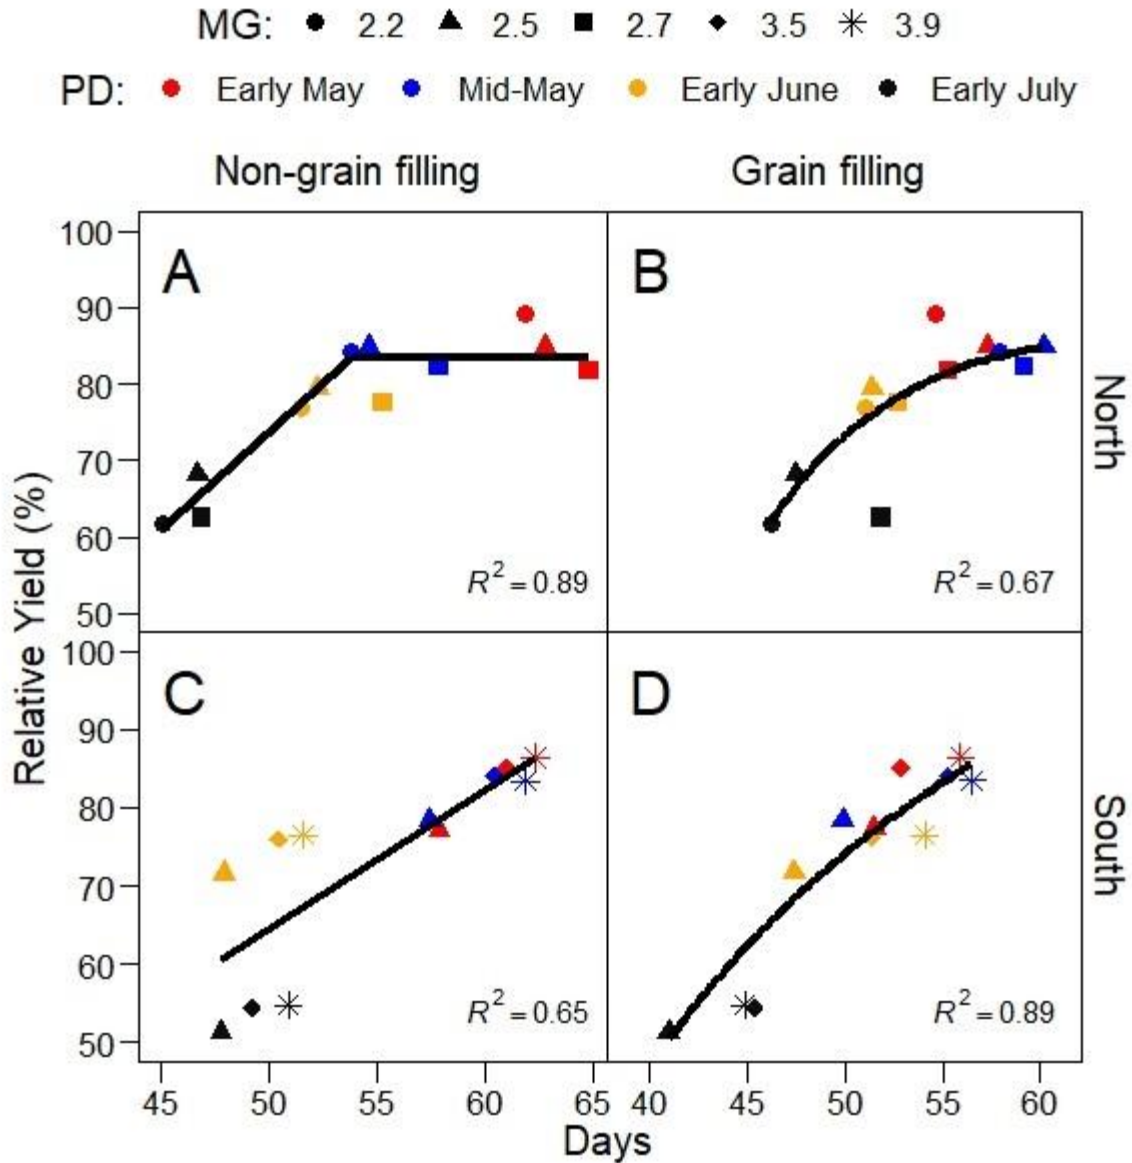 MG: 2.2 2.5 2.7 3.5 3.9
PD: Early May Mid-May Early June Early July
Non-grain filling Grain filling
A
B
100
90
80
70
60
50
R² = 0.89
R² = 0.67
North
Relative Yield (%)
C
D
100
90
80
70
60
50
R² = 0.65
R² = 0.89
South
45 50 55 60 65 40 45 50 55 60
Days